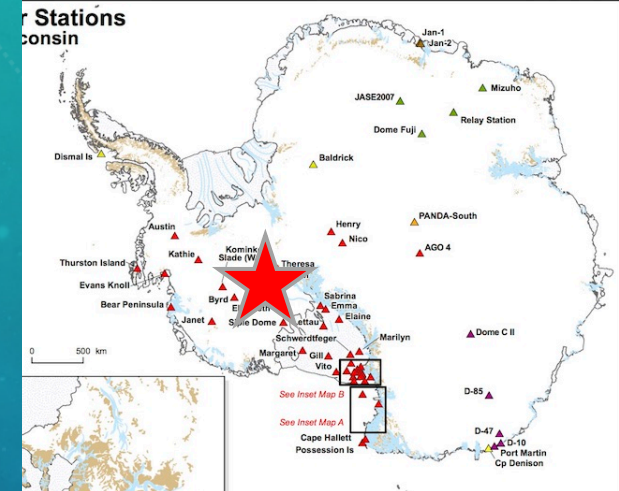 r Stations
consin
Jan-1
Jan-2
Mizuho
JASE2007
Relay Station
Dome Fuji
Dismal Is
Baldrick
PANDA-South
Henry
Nico
AGO 4
Austin
Kominko
Slade (W
Kathie
Theresa
Thurston Island
Evans Knoll
Byrd
Sabrina
Emma
Elaine
Bear Peninsula
Janet
Dome
Dome C II
Schwerdtfeger
Marilyn
Margaret
Gill
Vito
0
500 km
See Inset Map B
D-85
See Inset Map A
D-47
D-10
Cape Hallett
Port Martin
Possession Is
Cp Denison